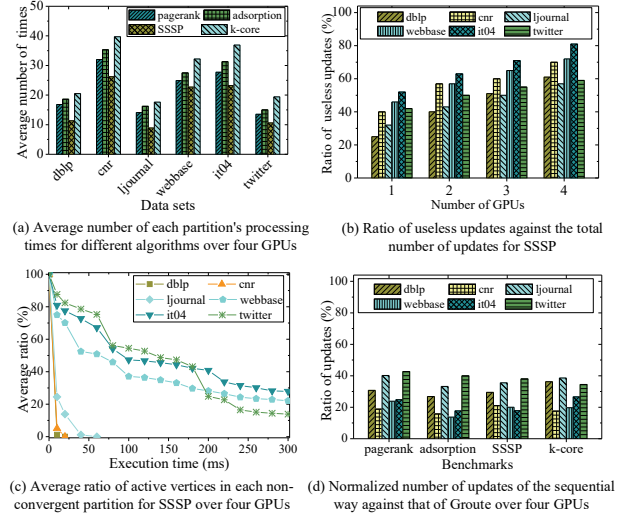 Average number of times
50
40
30
20
10
0
pagerank adsorption
SSSP k-core
dblp cnr ljournal webbase it04 twitter
Data sets
(a) Average number of each partition's processing
times for different algorithms over four GPUs
Ratio of useless updates (%)
100
80
60
40
20
0
dblp cnr ljournal
webbase it04 twitter
1 2 3 4
Number of GPUs
(b) Ratio of useless updates against the total
number of updates for SSSP
Average ratio (%)
100
80
60
40
20
0
dblp cnr
ljournal webbase
it04 twitter
0 50 100 150 200 250 300
Execution time (ms)
(c) Average ratio of active vertices in each non-
convergent partition for SSSP over four GPUs
Ratio of updates (%)
100
80
60
40
20
0
dblp cnr ljournal
webbase it04 twitter
pagerank adsorption SSSP k-core
Benchmarks
(d) Normalized number of updates of the sequential
way against that of Groute over four GPUs